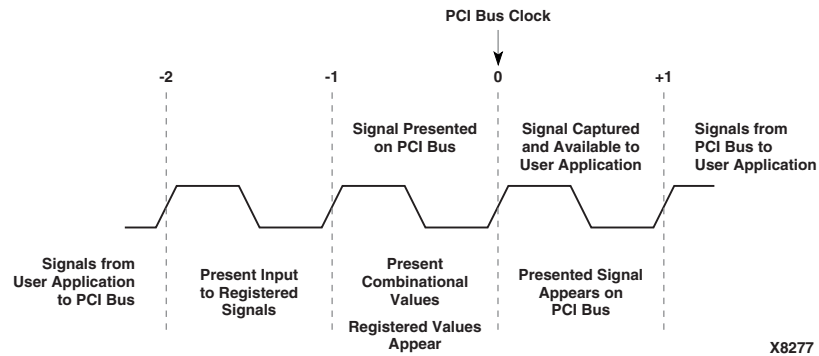 PCI Bus Clock
-2
-1
0
+1
Signal Presented
on PCI Bus
Signal Captured
and Available to
User Application
Signals from
PCI Bus to
User Application
Signals from
User Application
to PCI Bus
Present Input
to Registered
Signals
Present
Combinational
Values
Registered Values
Appear
Presented Signal
Appears on
PCI Bus
X8277